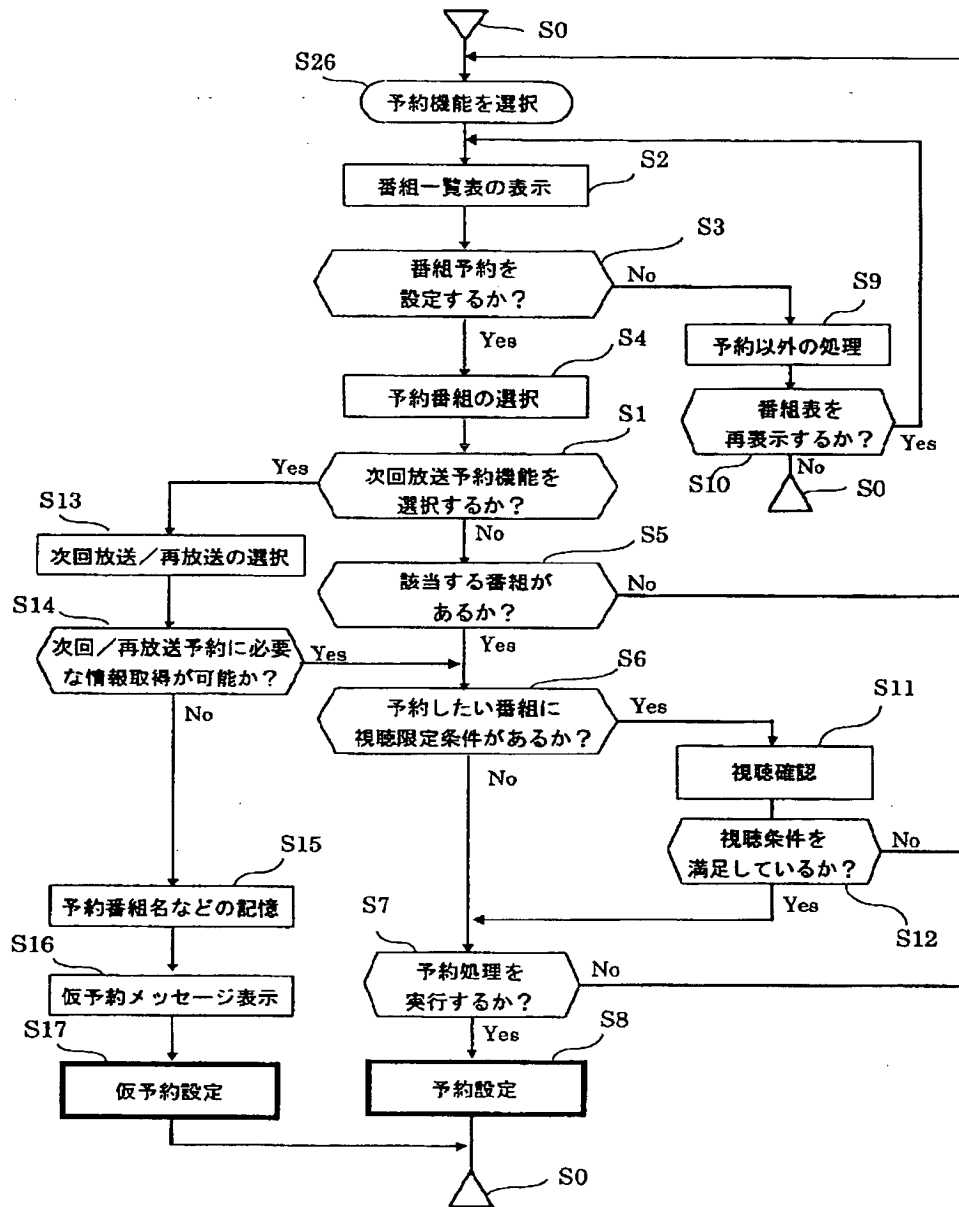 S0
S26
予約機能を選択
S2
番組一覧表の表示
S3
番組予約を
設定するか？
No
Yes
S9
予約以外の処理
S4
予約番組の選択
番組表を
再表示するか？
Yes
S10
No
S0
S1
次回放送予約機能を
選択するか？
Yes
No
S13
次回放送／再放送の選択
S5
該当する番組が
あるか？
No
Yes
S14
次回／再放送予約に必要
な情報取得が可能か？
Yes
No
S6
予約したい番組に
視聴限定条件があるか？
Yes
No
S11
視聴確認
視聴条件を
満足しているか？
No
Yes
S12
S15
予約番組名などの記憶
S7
予約処理を
実行するか？
No
Yes
S16
仮予約メッセージ表示
S17
仮予約設定
S8
予約設定
S0